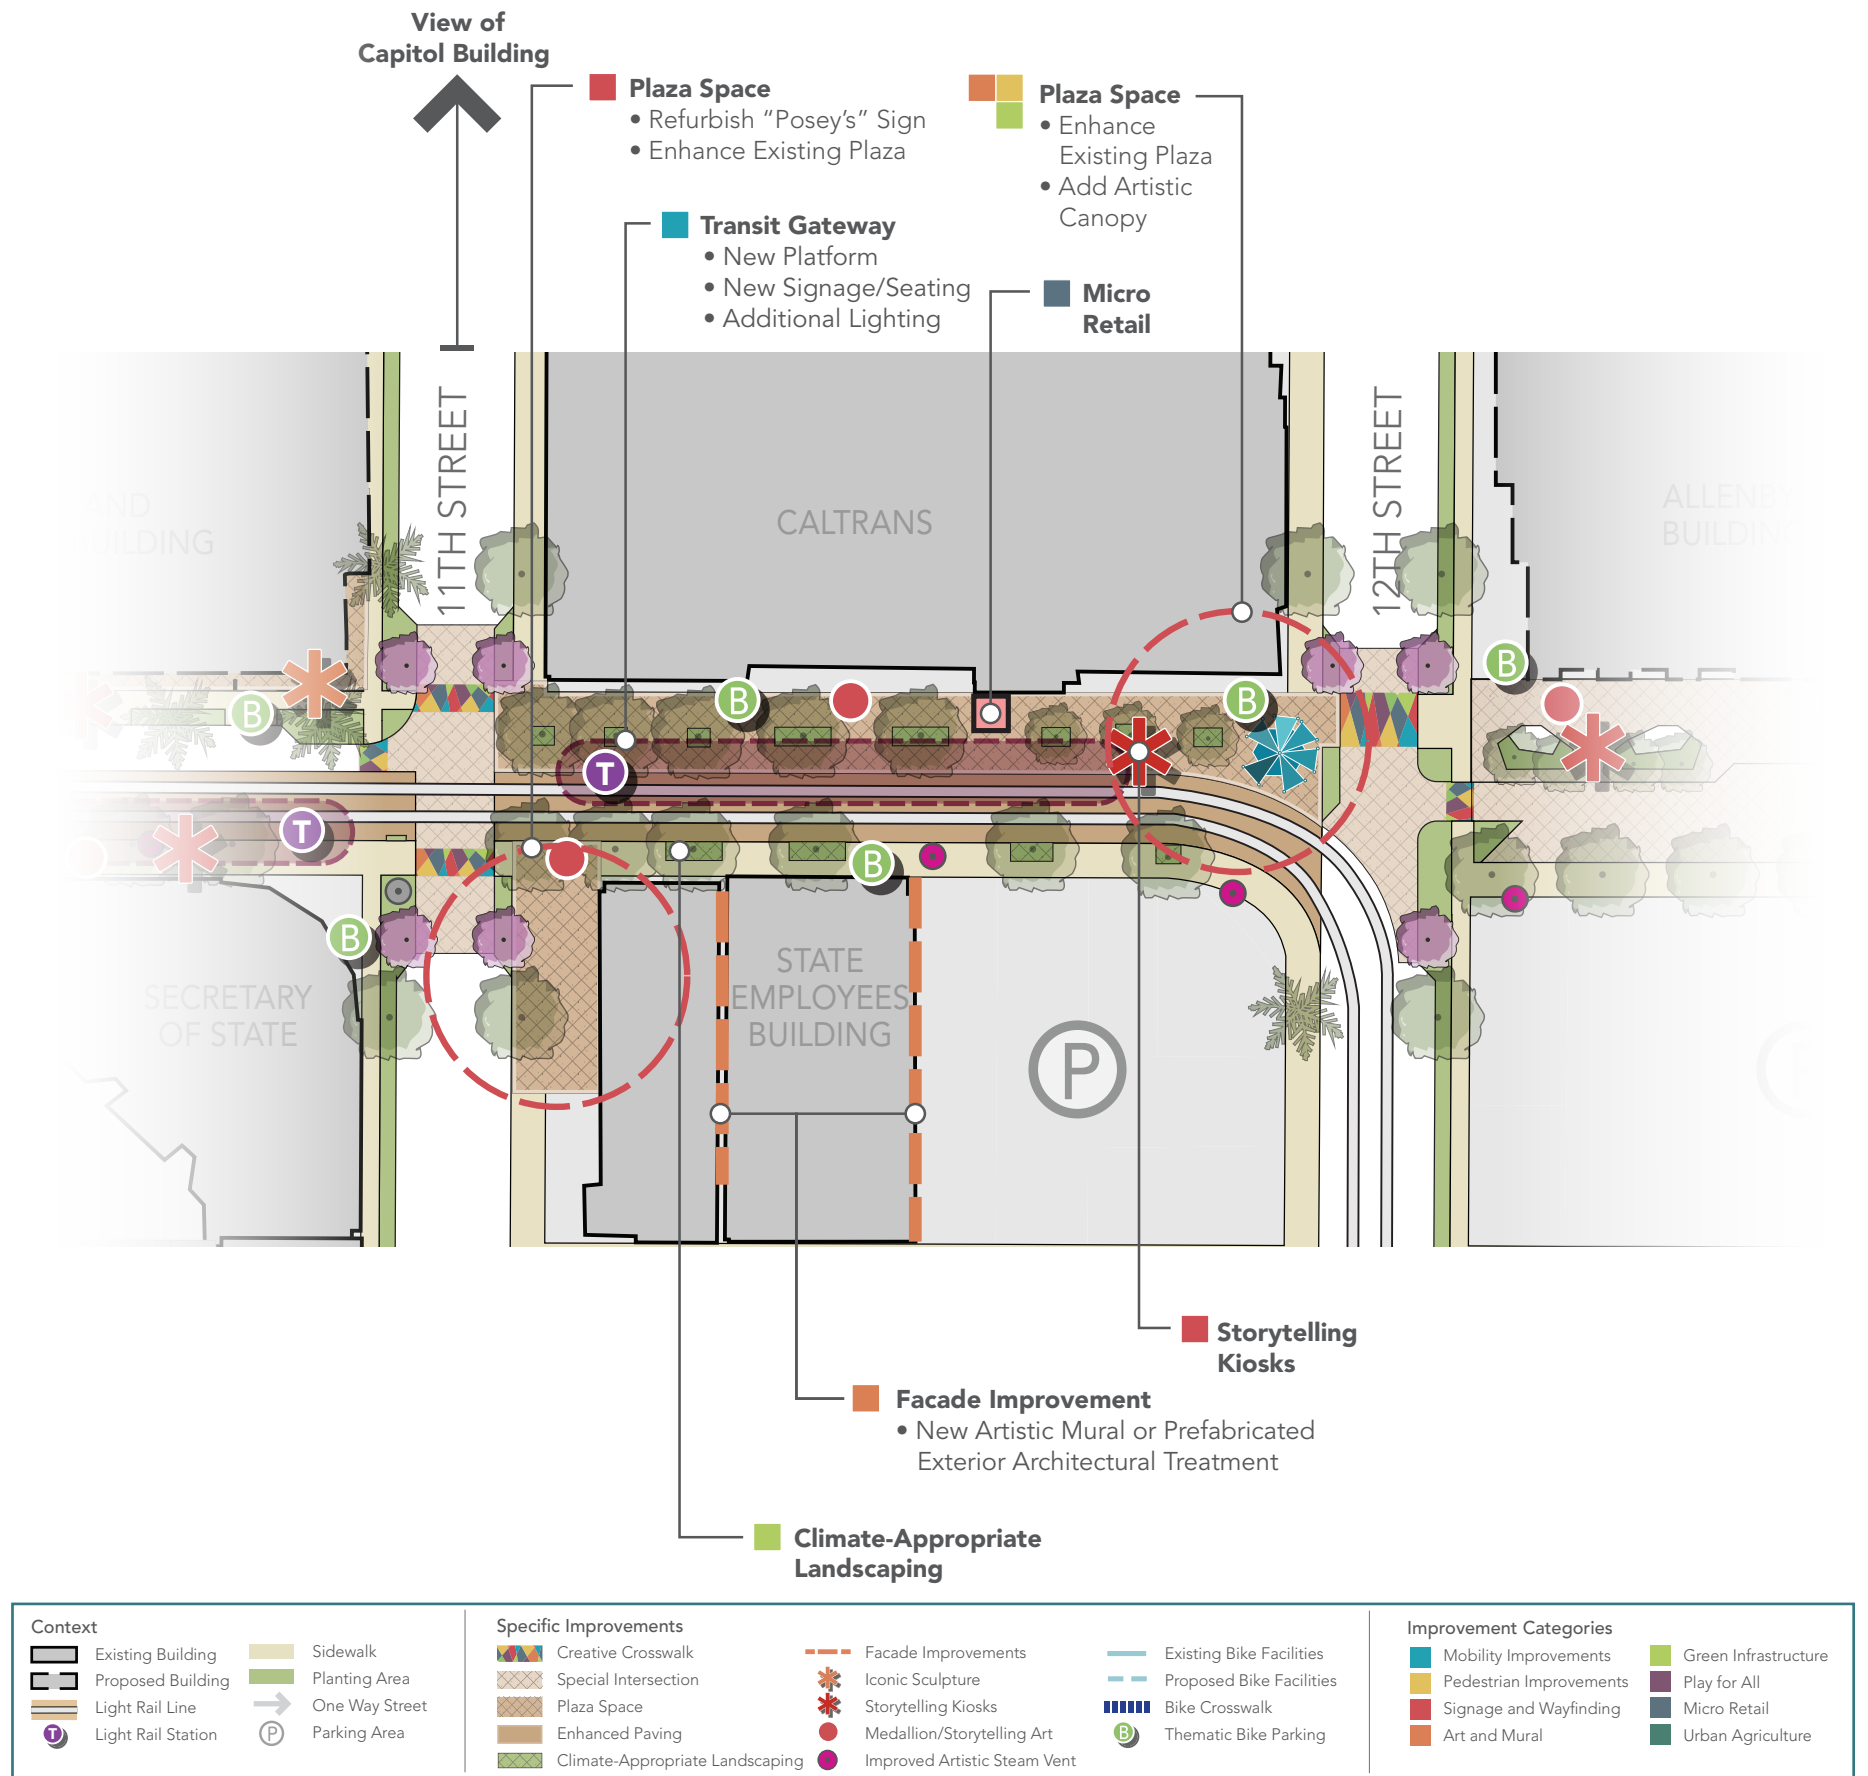 View of
Capitol Building
Plaza Space
• Refurbish “Posey’s” Sign
• Enhance Existing Plaza
Plaza Space
• Enhance
Existing Plaza
• Add Artistic
Canopy
Transit Gateway
• New Platform
• New Signage/Seating
• Additional Lighting
Micro
Retail
11TH STREET
12TH STREET
AND
BUILDING
CALTRANS
ALLENBY
BUILDING
B
B
B
B
T
T
B
B
SECRETARY
OF STATE
STATE
EMPLOYEES
BUILDING
P
Storytelling
Kiosks
Facade Improvement
• New Artistic Mural or Prefabricated
Exterior Architectural Treatment
Climate-Appropriate
Landscaping
Context
Existing Building
Proposed Building
Light Rail Line
T Light Rail Station
Sidewalk
Planting Area
One Way Street
P Parking Area
Specific Improvements
Creative Crosswalk
Special Intersection
Plaza Space
Enhanced Paving
Climate-Appropriate Landscaping
Facade Improvements
Iconic Sculpture
Storytelling Kiosks
Medallion/Storytelling Art
Improved Artistic Steam Vent
Existing Bike Facilities
Proposed Bike Facilities
Bike Crosswalk
B Thematic Bike Parking
Improvement Categories
Mobility Improvements
Pedestrian Improvements
Signage and Wayfinding
Art and Mural
Green Infrastructure
Play for All
Micro Retail
Urban Agriculture